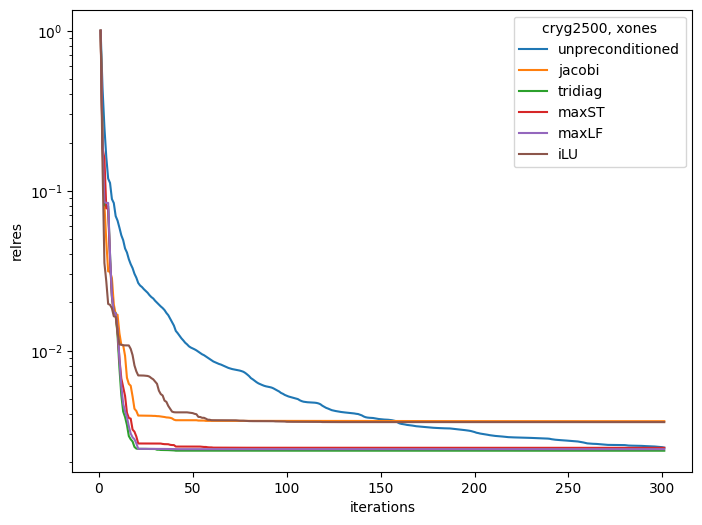 cryg2500, xones
unpreconditioned
jacobi
tridiag
maxST
maxLF
iLU
10⁰
10⁻¹
10⁻²
relres
0 50 100 150 200 250 300
iterations